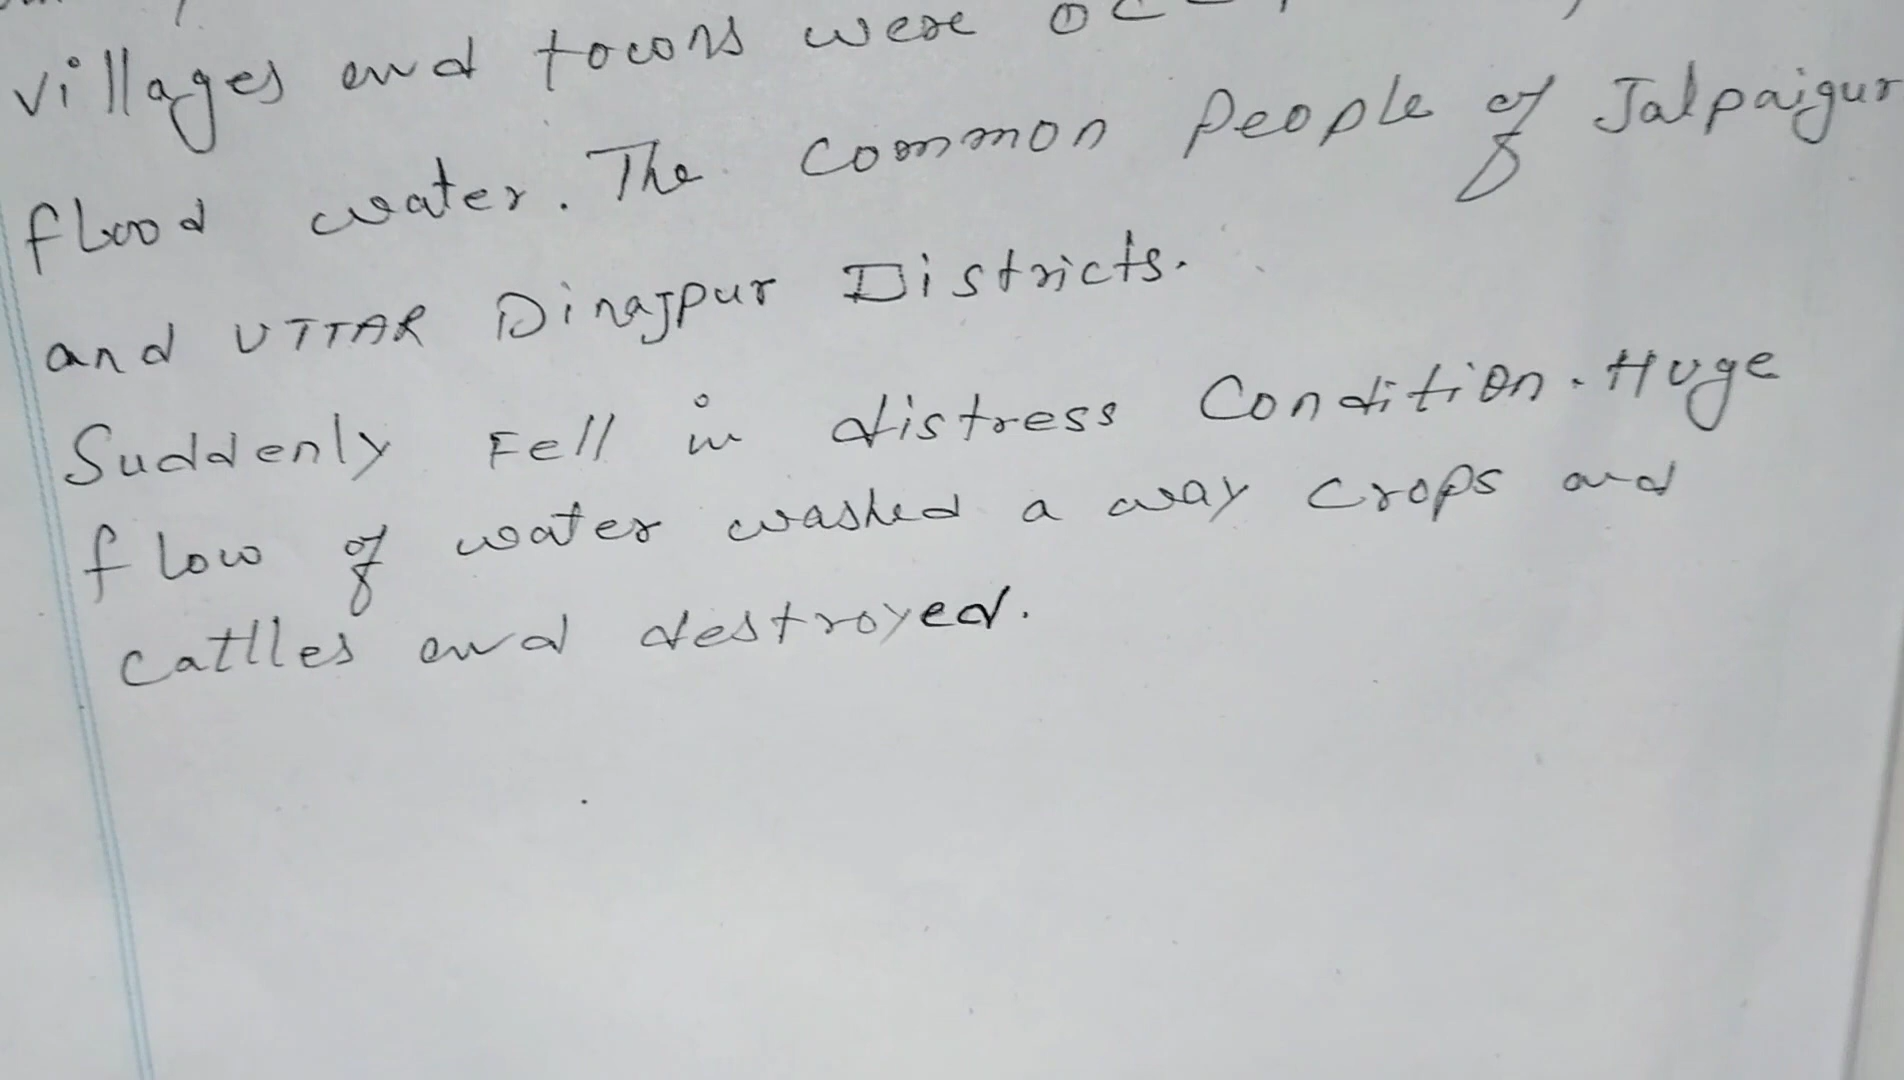 villages and towns were
flood water. The common People of Jalpaigur
and UTTAR Dinajpur Districts.
Suddenly Fell in distress Condition. Huge
flow of water washed a way crops and
catlles and destroyed.